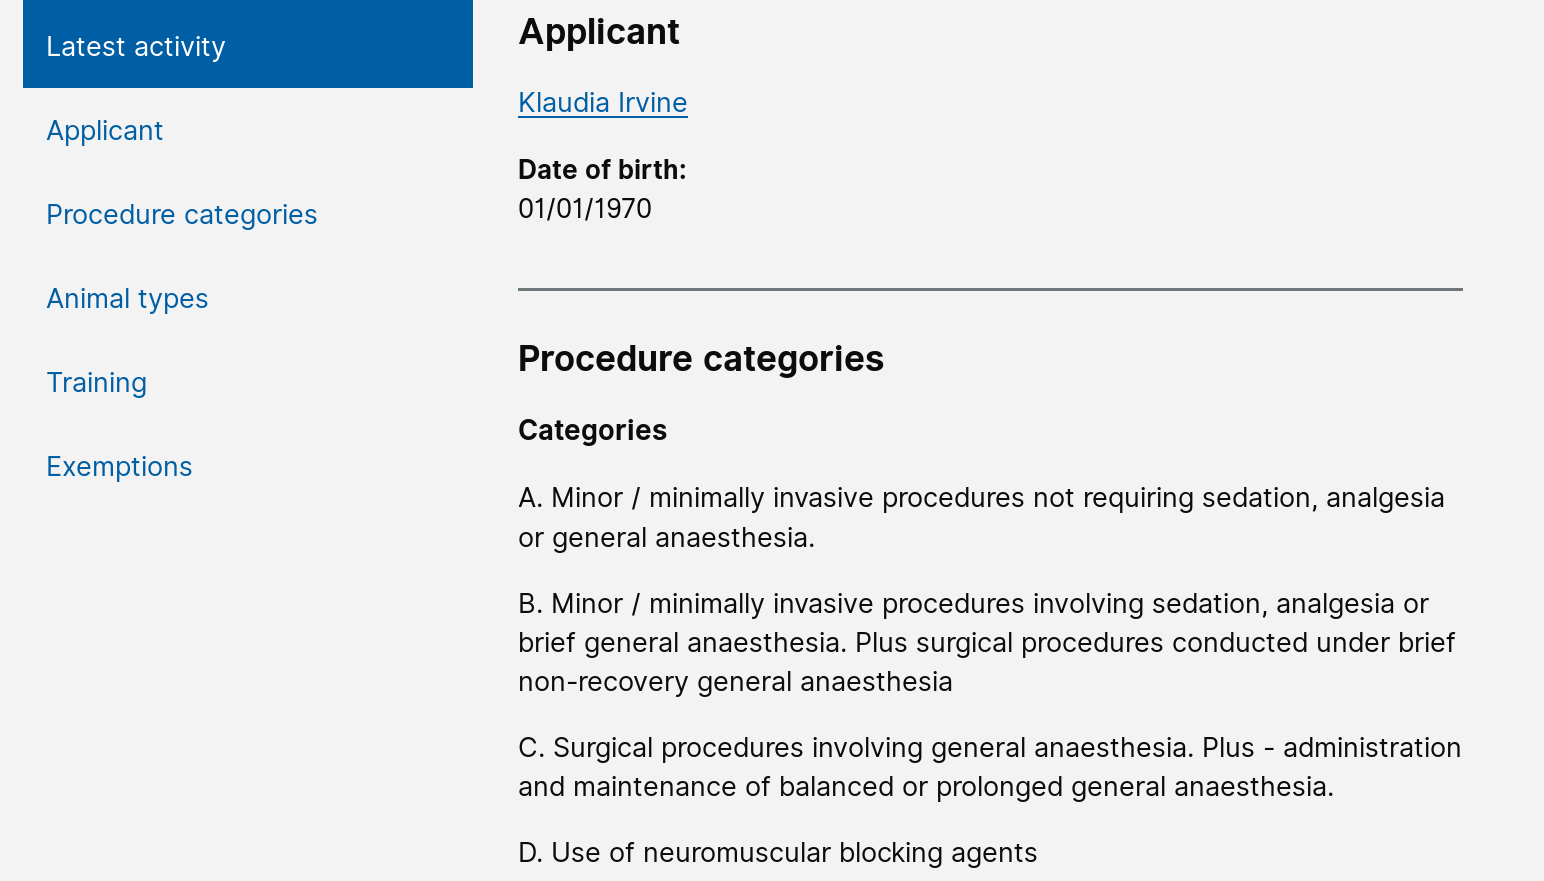 Latest activity
Applicant
Procedure categories
Animal types
Training
Exemptions
Applicant
Klaudia Irvine
Date of birth:
01/01/1970
Procedure categories
Categories
A. Minor / minimally invasive procedures not requiring sedation, analgesia
or general anaesthesia.
B. Minor / minimally invasive procedures involving sedation, analgesia or
brief general anaesthesia. Plus surgical procedures conducted under brief
non-recovery general anaesthesia
C. Surgical procedures involving general anaesthesia. Plus - administration
and maintenance of balanced or prolonged general anaesthesia.
D. Use of neuromuscular blocking agents